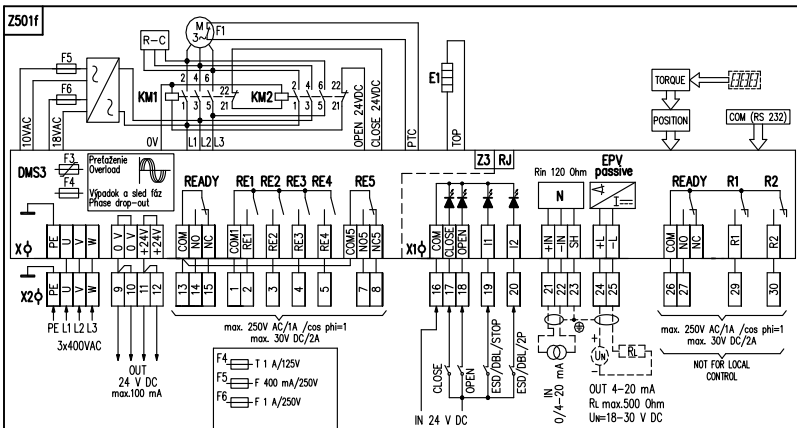 Z501f
R-C
M
3~
F1
F5
F6
2 4 6
22
2 4 6 22
KM1
KM2
1 3 5 21
1 3 5 21
E1
TORQUE
POSITION
COM (RS 232)
10VAC
18VAC
0V
L1
L2
L3
OPEN 24VDC
CLOSE 24VDC
PTC
TOP
DMS3
F3
F4
Preťaženie
Overload
Výpadok a sled fáz
Phase drop-out
READY
RE1 RE2 RE3 RE4
RE5
Z3 RJ
Rin 120 Ohm
N
EPV
passive
READY
R1
R2
X
PE
U
V
W
0 V
0 V
+24V
+24V
COM
NO
NC
COM1
RE1
RE2
RE3
RE4
COM5
NO5
NC5
X1
COM
CLOSE
OPEN
I1
I2
+IN
-IN
SH
+L
-L
COM
NO
NC
R1
R2
X2
PE
U
V
W
9
10
11
12
13
14
15
1
2
3
4
5
7
8
16
17
18
19
20
21
22
23
24
25
26
27
29
30
PE L1 L2 L3
3x400VAC
OUT
24 V DC
max.100 mA
max. 250V AC/1A /cos phi=1
max. 30V DC/2A
F4 T 1 A/125V
F5 F 400 mA/250V
F6 F 1 A/250V
CLOSE
OPEN
ESD/DBL/STOP
ESD/DBL/2P
IN 24 V DC
IN
0/4-20 mA
+
UN
-
RL
OUT 4-20 mA
RL max.500 Ohm
UN=18-30 V DC
max. 250V AC/1A /cos phi=1
max. 30V DC/2A
NOT FOR LOCAL
CONTROL